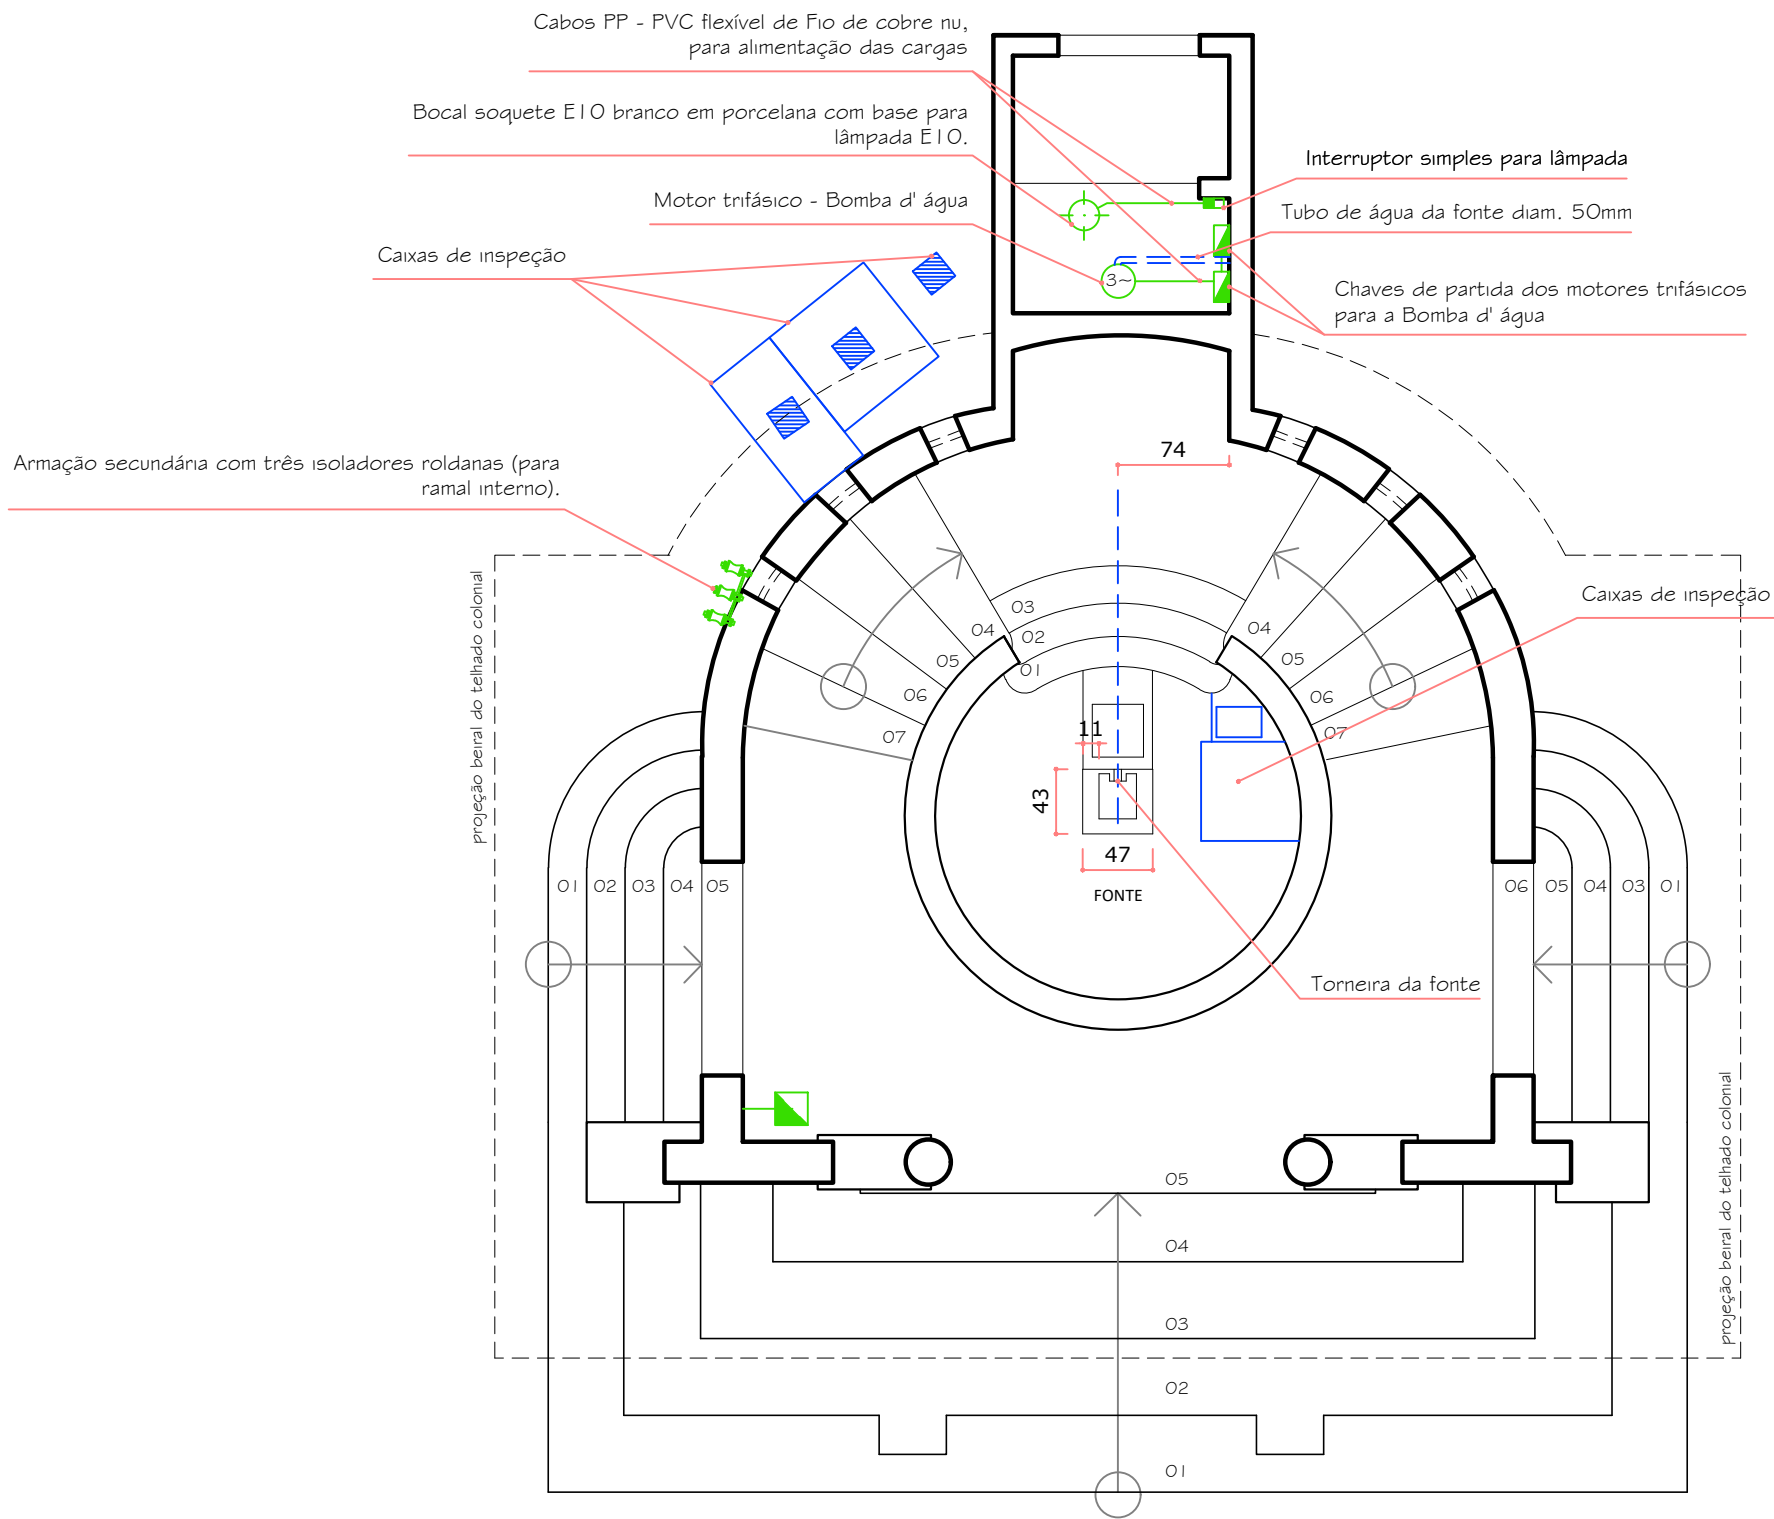 Cabos PP - PVC flexível de Fio de cobre nu,
para alimentação das cargas
Bocal soquete E10 branco em porcelana com base para
lâmpada E10.
Interruptor simples para lâmpada
Motor trifásico - Bomba d' água
Tubo de água da fonte diam. 50mm
Caixas de inspeção
Chaves de partida dos motores trifásicos
para a Bomba d' água
3~
Armação secundária com três isoladores roldanas (para
ramal interno).
74
Caixas de inspeção
projeção beiral do telhado colonial
03
02
01
04
05
06
07
04
05
06
07
11
43
47
FONTE
01 02 03 04 05
06 05 04 03 01
Torneira da fonte
projeção beiral do telhado colonial
05
04
03
02
01